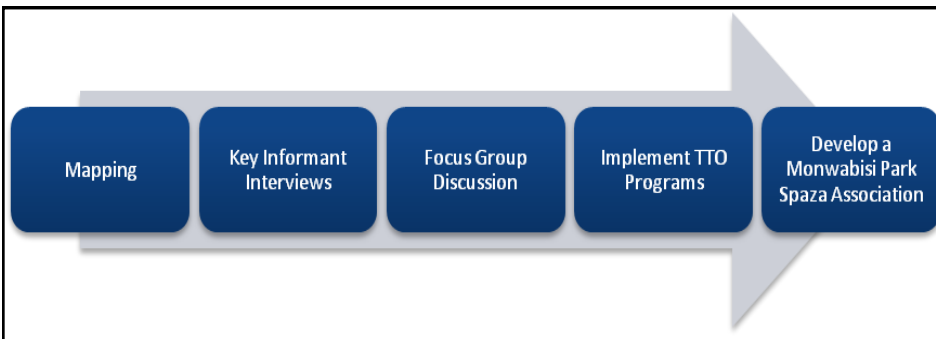 Mapping
Key Informant
Interviews
Focus Group
Discussion
Implement TTO
Programs
Develop a
Monwabisi Park
Spaza Association